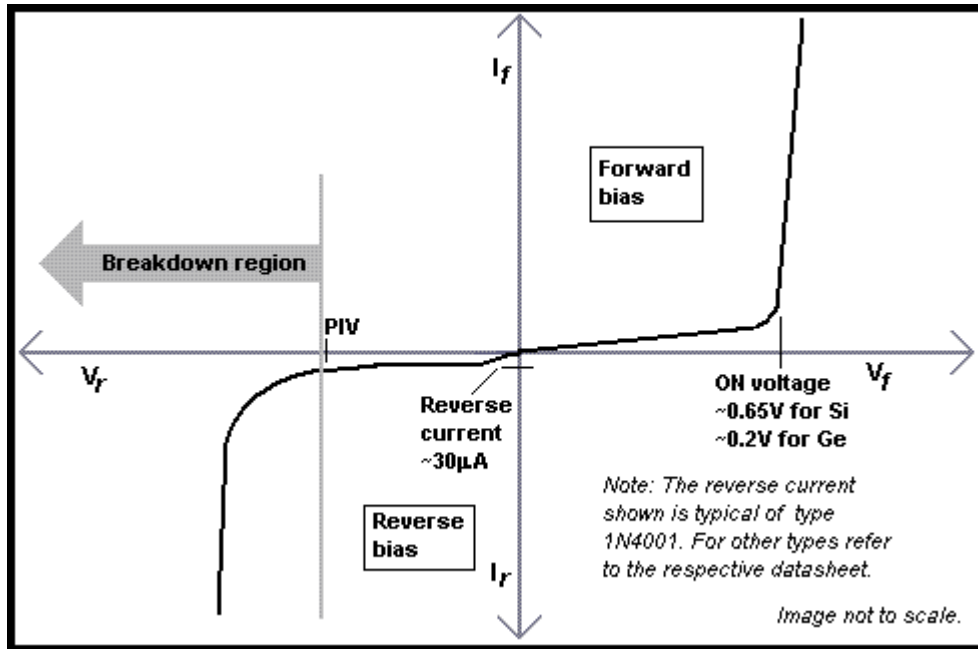 If
Forward
bias
Breakdown region
PIV
Vr
Vf
Reverse
current
~30µA
ON voltage
~0.65V for Si
~0.2V for Ge
Reverse
bias
Ir
Note: The reverse current
shown is typical of type
1N4001. For other types refer
to the respective datasheet.
Image not to scale.